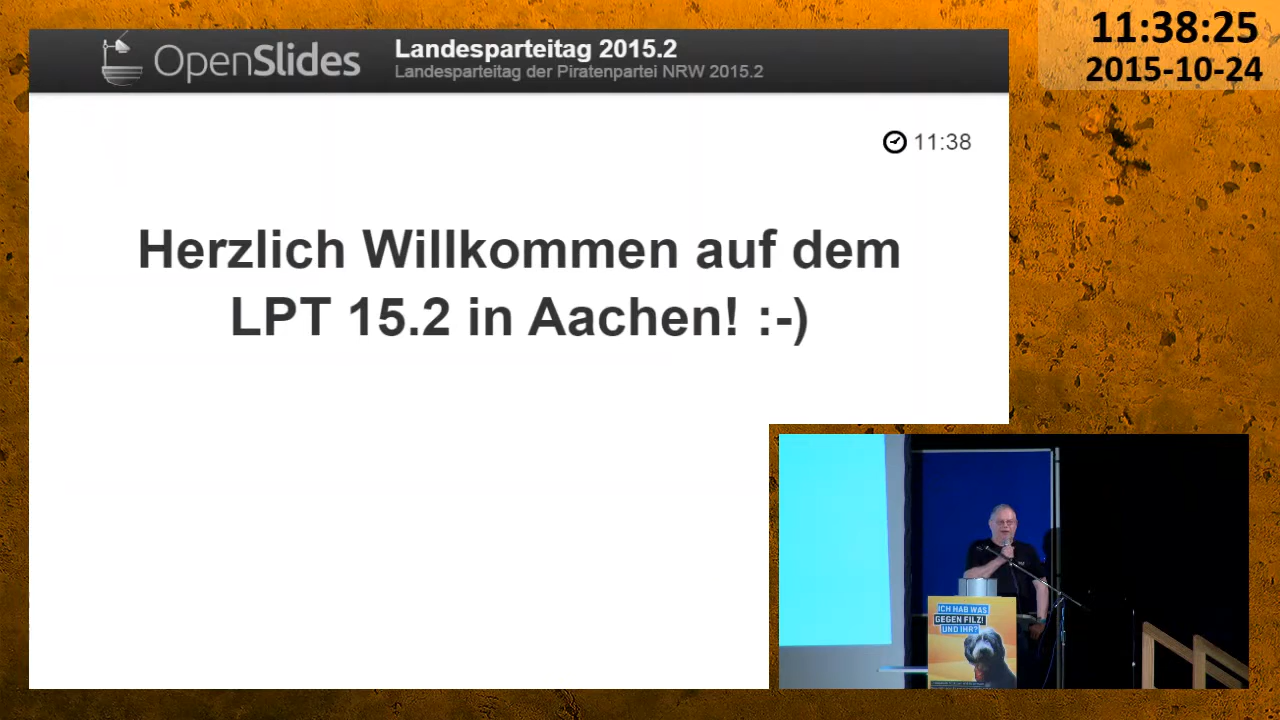 OpenSlides
Landesparteitag 2015.2
Landesparteitag der Piratenpartei NRW 2015.2
11:38:25
2015-10-24
11:38
Herzlich Willkommen auf dem
LPT 15.2 in Aachen! :-)
ICH HAB WAS
GEGEN FILZ!
UND IHR?